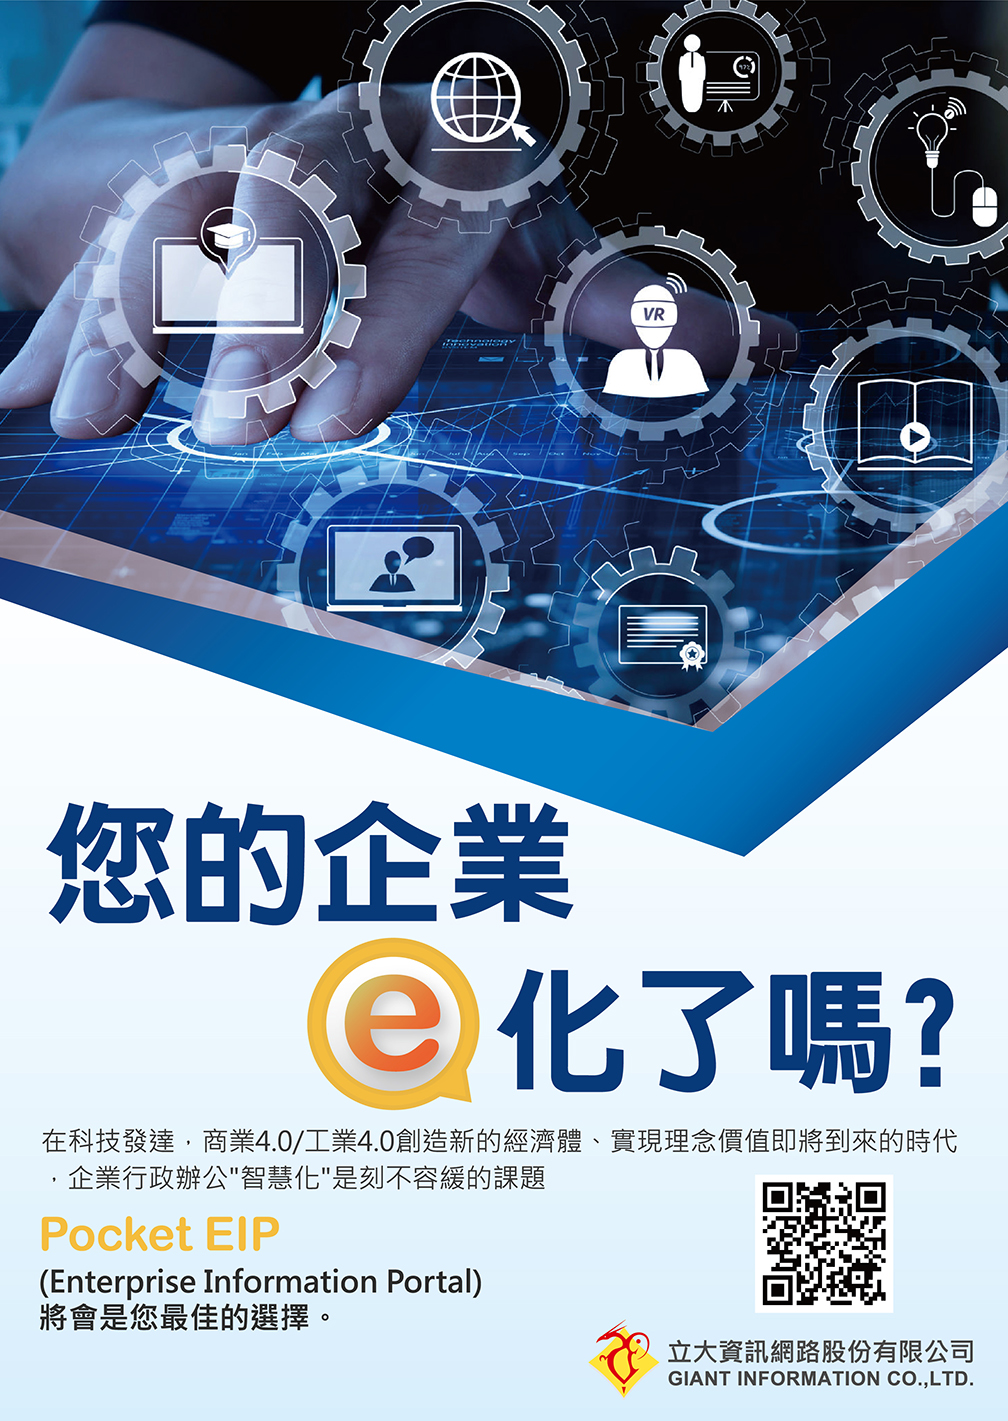 VR
Technology
Innovation
您的企業
e化了嗎?
在科技發達，商業4.0/工業4.0創造新的經濟體、實現理念價值即將到來的時代
，企業行政辦公"智慧化"是刻不容緩的課題
Pocket EIP
(Enterprise Information Portal)
將會是您最佳的選擇。
立大資訊網路股份有限公司
GIANT INFORMATION CO.,LTD.